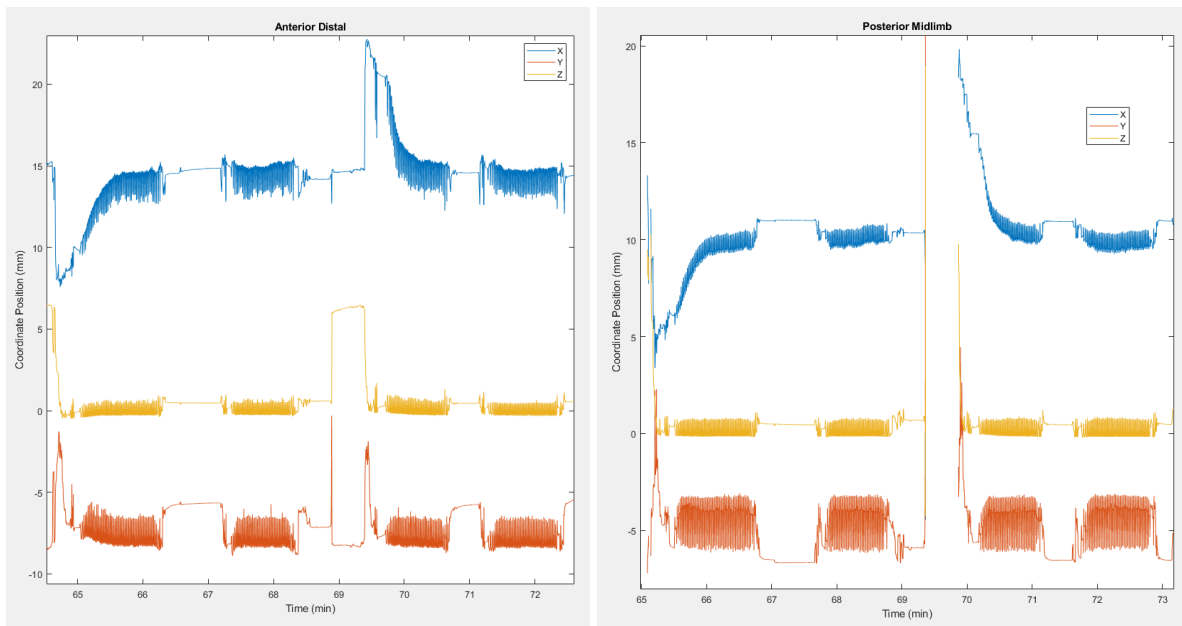 Anterior Distal
X
Y
Z
20
15
10
5
0
-5
-10
Coordinate Position (mm)
65 66 67 68 69 70 71 72
Time (min)
Posterior Midlimb
X
Y
Z
20
15
10
5
0
-5
Coordinate Position (mm)
65 66 67 68 69 70 71 72 73
Time (min)